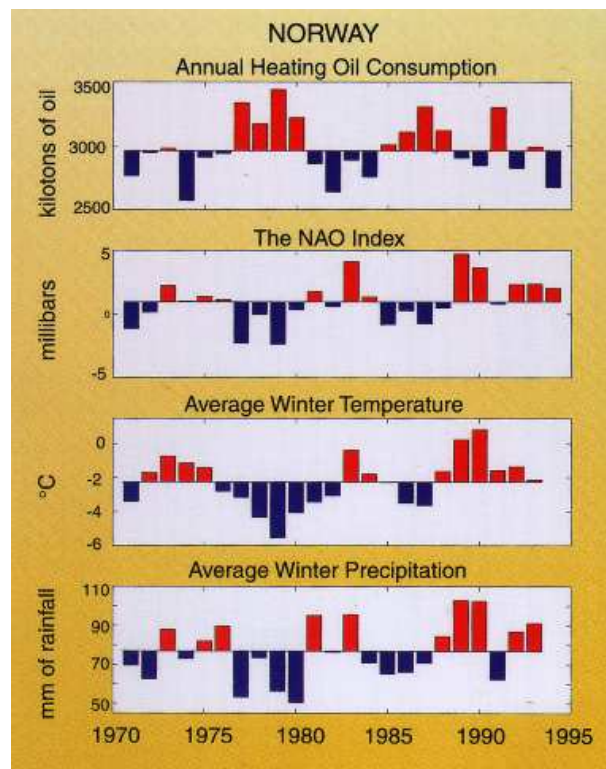 NORWAY
Annual Heating Oil Consumption
kilotons of oil
3500
3000
2500
The NAO Index
millibars
5
0
-5
Average Winter Temperature
°C
0
-2
-4
-6
Average Winter Precipitation
mm of rainfall
110
90
70
50
1970 1975 1980 1985 1990 1995